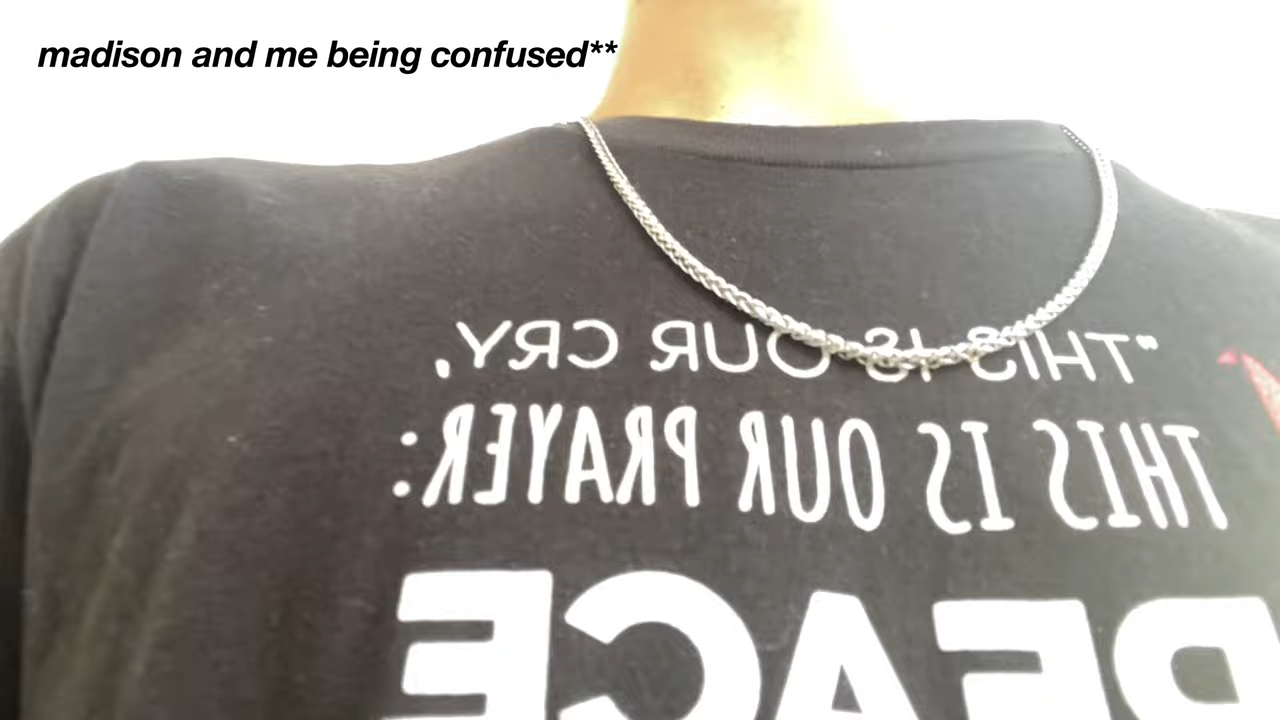 madison and me being confused**
"THIS IS OUR CRY,
THIS IS OUR PRAYER:
PEACE